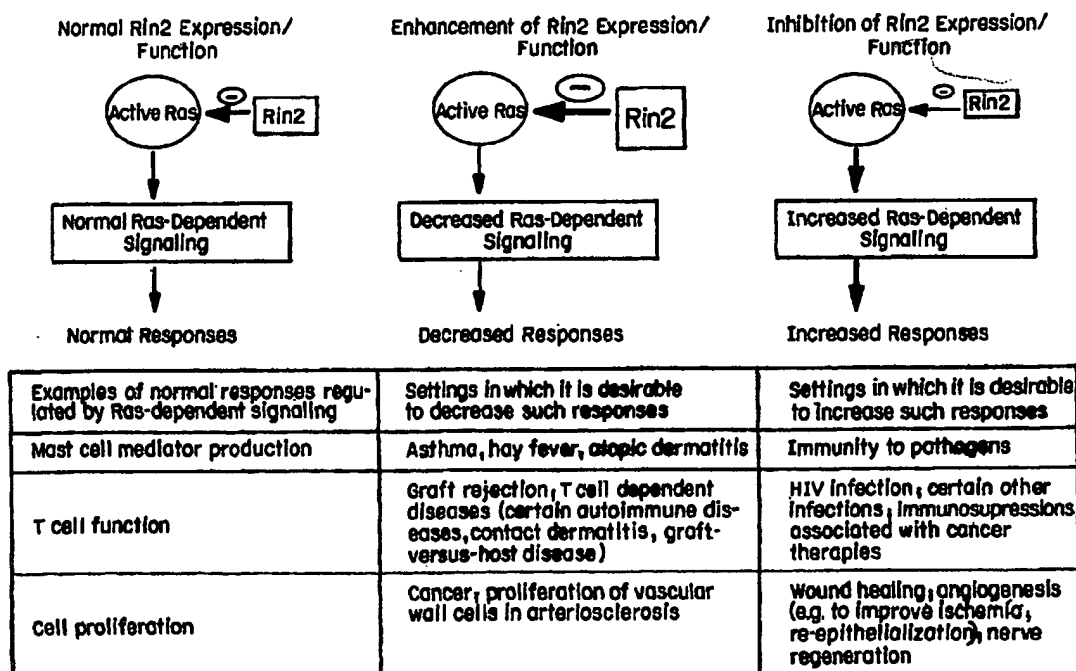 Normal Rin2 Expression/
Function
Active Ras
−
Rin2
Normal Ras-Dependent
Signaling
Normal Responses
Enhancement of Rin2 Expression/
Function
Active Ras
−
Rin2
Decreased Ras-Dependent
Signaling
Decreased Responses
Inhibition of Rin2 Expression/
Function
Active Ras
−
Rin2
Increased Ras-Dependent
Signaling
Increased Responses
Examples of normal responses regu-
lated by Ras-dependent signaling
Settings in which it is desirable
to decrease such responses
Settings in which it is desirable
to increase such responses
Mast cell mediator production
Asthma, hay fever, atopic dermatitis
Immunity to pathogens
T cell function
Graft rejection, T cell dependent
diseases (certain autoimmune dis-
eases, contact dermatitis, graft-
versus-host disease)
HIV infection, certain other
infections, immunosupressions
associated with cancer
therapies
Cell proliferation
Cancer, proliferation of vascular
wall cells in arteriosclerosis
Wound healing, angiogenesis
(e.g. to improve ischemia,
re-epithelialization), nerve
regeneration